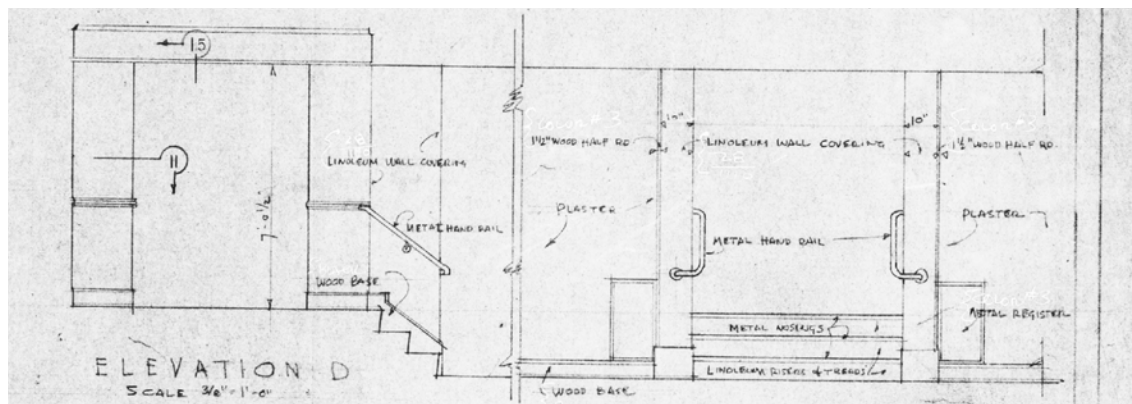 15
11
LINOLEUM WALL COVERING
7'-0 1/2"
METAL HAND RAIL
WOOD BASE
ELEVATION D
SCALE 3/8"=1'-0"
10"
1½" WOOD HALF RD.
LINOLEUM WALL COVERING
10"
1½" WOOD HALF RD.
PLASTER
PLASTER
METAL HAND RAIL
METAL REGISTER
METAL NOSINGS
LINOLEUM RISERS & TREADS
WOOD BASE